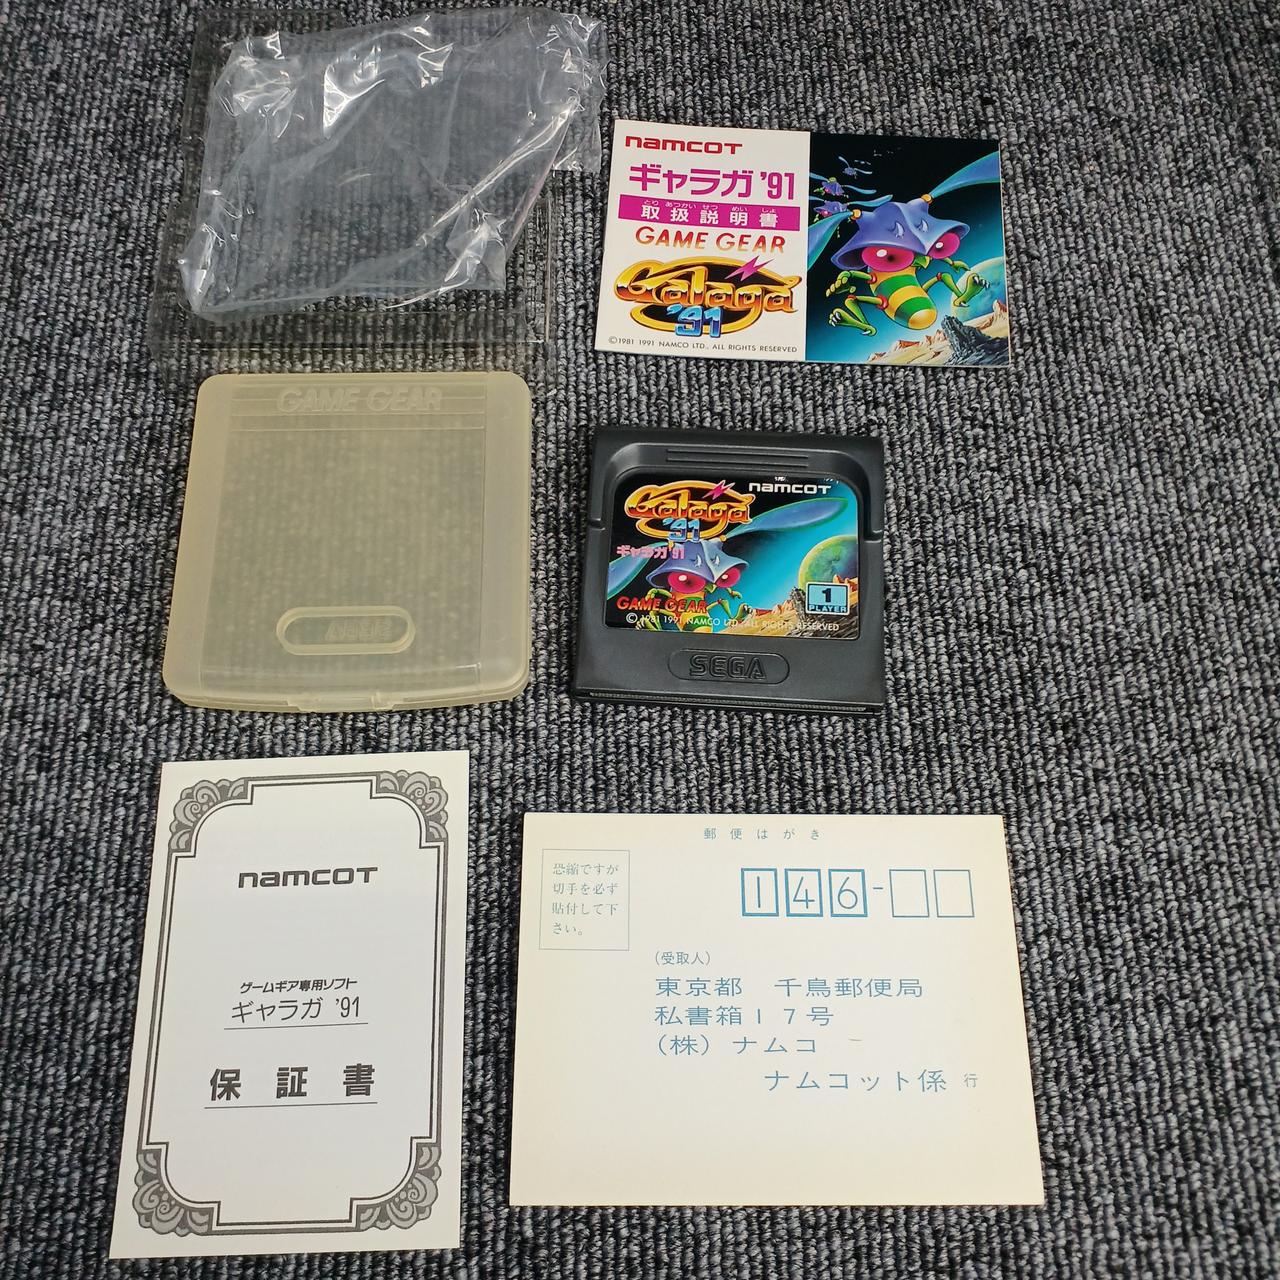 namcoT
ギャラガ '91
とり あつかい せつ めい しょ
取扱説明書
GAME GEAR
Galaga
'91
©1981 1991 NAMCO LTD., ALL RIGHTS RESERVED
GAME GEAR
namcoT
Galaga
'91
ギャラガ '91
GAME GEAR
1
PLAYER
©1981 1991 NAMCO LTD., ALL RIGHTS RESERVED
SEGA
namcoT
ゲームギア専用ソフト
ギャラガ '91
保証書
郵便はがき
恐縮ですが
切手を必ず
貼付して下
さい。
146-
(受取人)
東京都 千鳥郵便局
私書箱17号
(株)ナムコ
ナムコット係 行